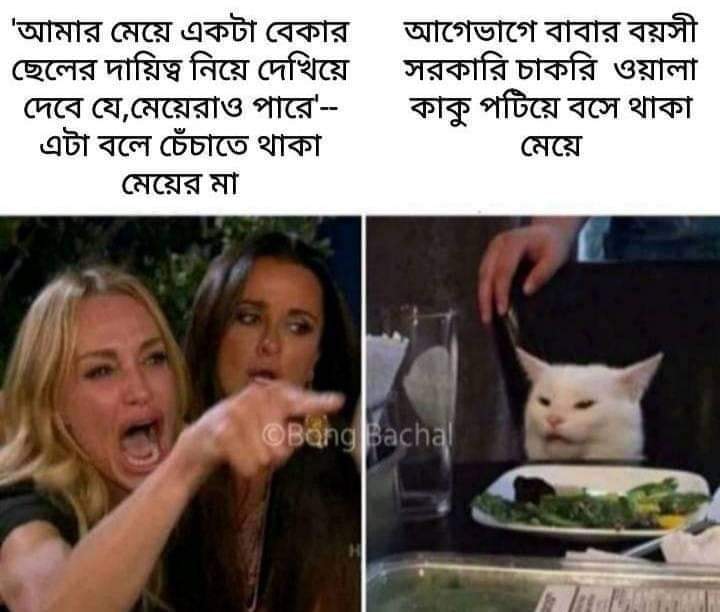 'আমার মেয়ে একটা বেকার
ছেলের দায়িত্ব নিয়ে দেখিয়ে
দেবে যে,মেয়েরাও পারে'--
এটা বলে চেঁচাতে থাকা
মেয়ের মা
আগেভাগে বাবার বয়সী
সরকারি চাকরি ওয়ালা
কাকু পটিয়ে বসে থাকা
মেয়ে
©Bong Bachal